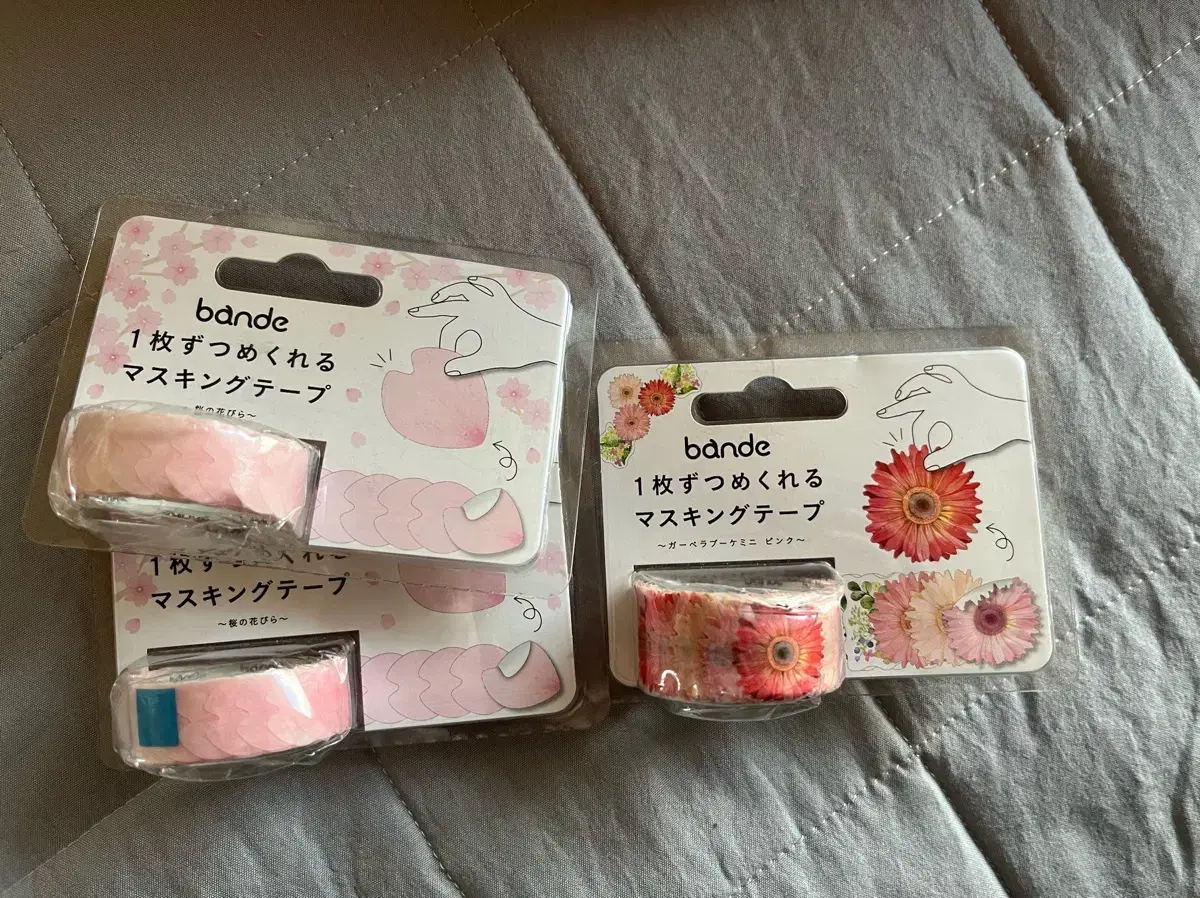 bande
1枚ずつめくれる
マスキングテープ
桜の花びら〜
マスキングテープ
〜桜の花びら〜
bande
bande
1枚ずつめくれる
マスキングテープ
〜ガーベラブーケミニ ピンク〜